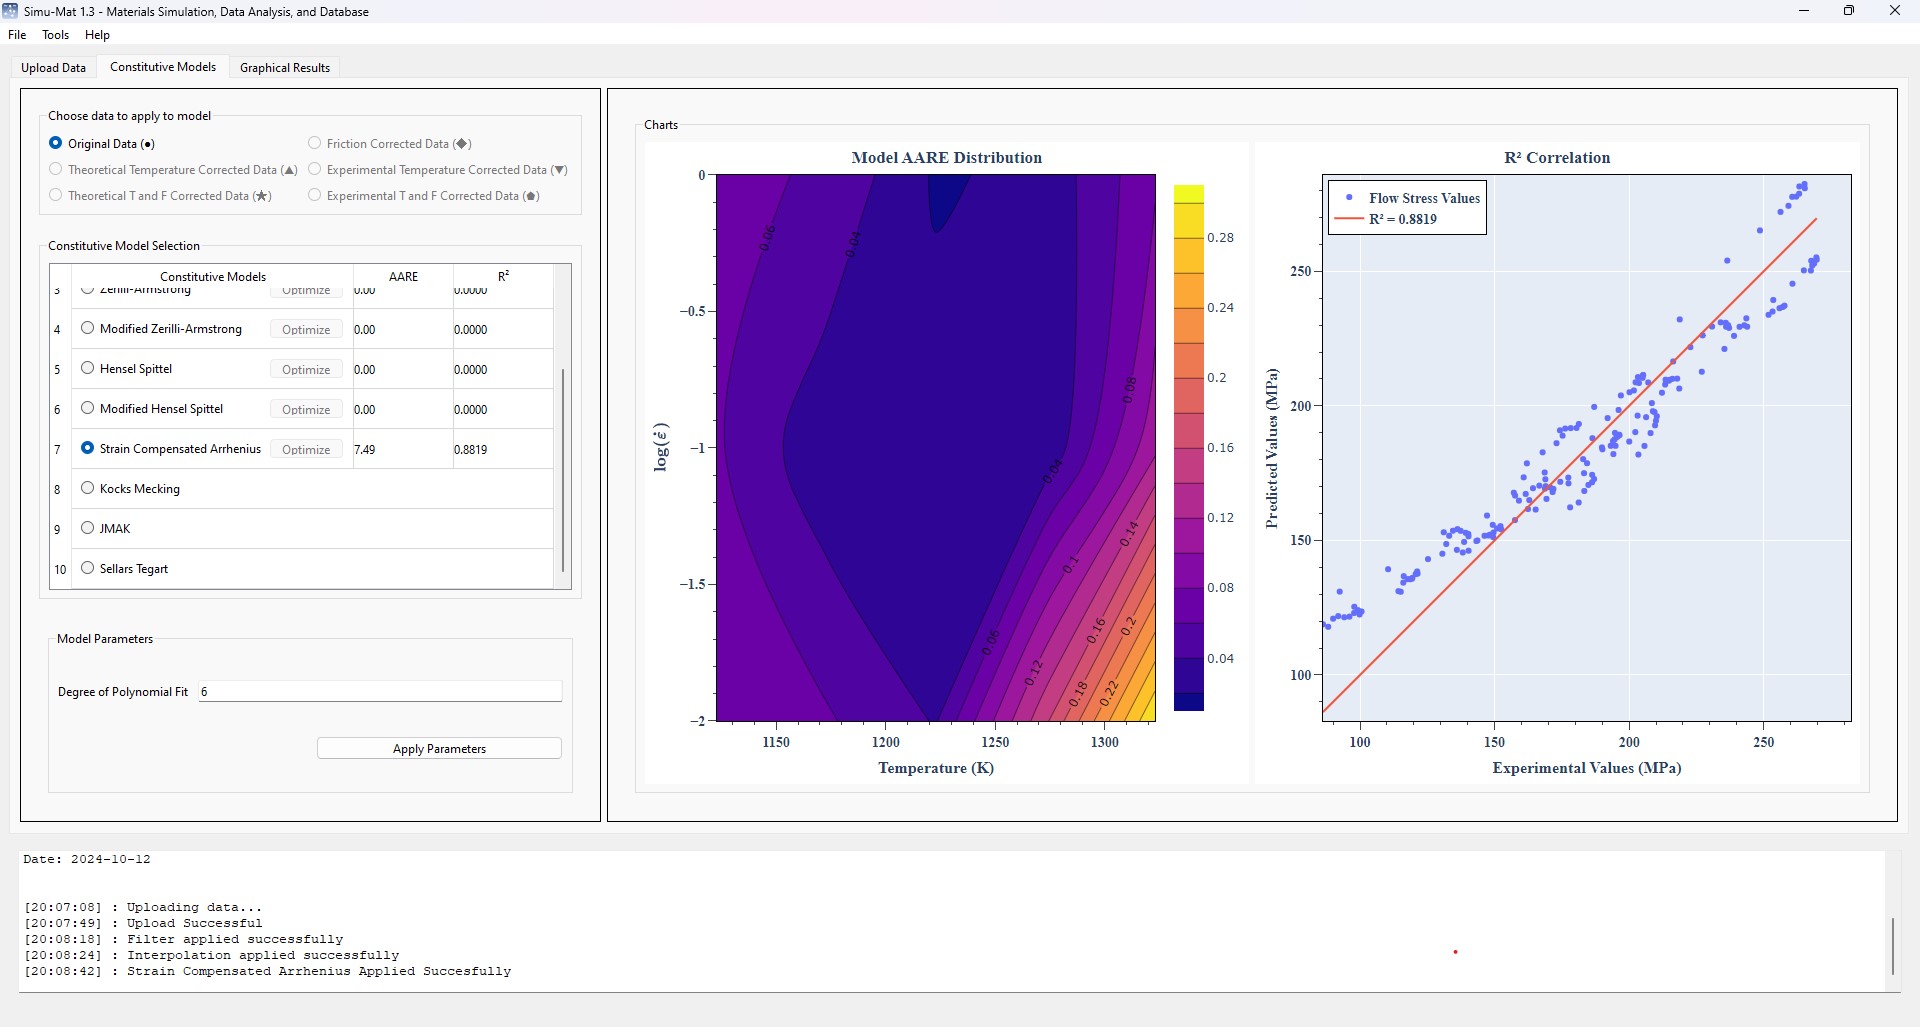 Simu-Mat 1.3 - Materials Simulation, Data Analysis, and Database
File Tools Help
Upload Data Constitutive Models Graphical Results
Choose data to apply to model
Original Data (●) Friction Corrected Data (◆)
Theoretical Temperature Corrected Data (▲) Experimental Temperature Corrected Data (▼)
Theoretical T and F Corrected Data (★) Experimental T and F Corrected Data (⬟)
Constitutive Model Selection
Constitutive Models AARE R²
3 Zerilli-Armstrong Optimize 0.00 0.0000
4 Modified Zerilli-Armstrong Optimize 0.00 0.0000
5 Hensel Spittel Optimize 0.00 0.0000
6 Modified Hensel Spittel Optimize 0.00 0.0000
7 Strain Compensated Arrhenius Optimize 7.49 0.8819
8 Kocks Mecking
9 JMAK
10 Sellars Tegart
Model Parameters
Degree of Polynomial Fit 6
Apply Parameters
Charts
Model AARE Distribution
0
−0.5
−1
−1.5
−2
log(ε̇)
0.06
0.04
0.08
0.04
0.14
0.1
0.06
0.16
0.2
0.12
0.18
0.22
1150 1200 1250 1300
Temperature (K)
0.28
0.24
0.2
0.16
0.12
0.08
0.04
R² Correlation
Flow Stress Values
R² = 0.8819
250
200
150
100
Predicted Values (MPa)
100 150 200 250
Experimental Values (MPa)
Date: 2024-10-12
[20:07:08] : Uploading data...
[20:07:49] : Upload Successful
[20:08:18] : Filter applied successfully
[20:08:24] : Interpolation applied successfully
[20:08:42] : Strain Compensated Arrhenius Applied Succesfully